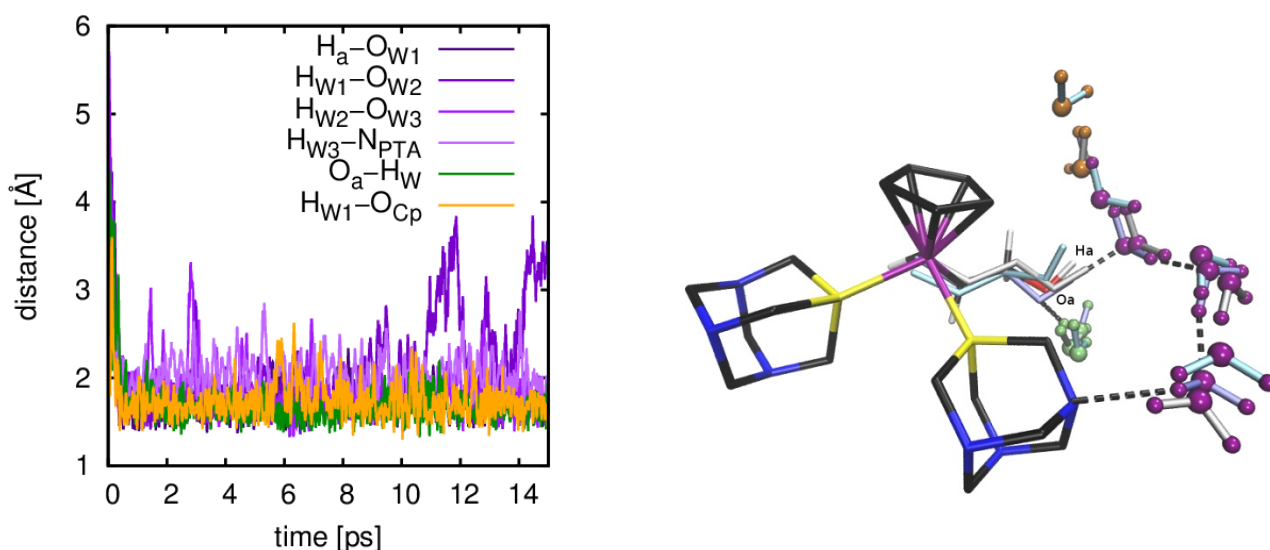 6
5
4
3
2
1
distance [Å]
Ha–OW1
HW1–OW2
HW2–OW3
HW3–NPTA
Oa–HW
HW1–OCp
0 2 4 6 8 10 12 14
time [ps]
Ha
Oa